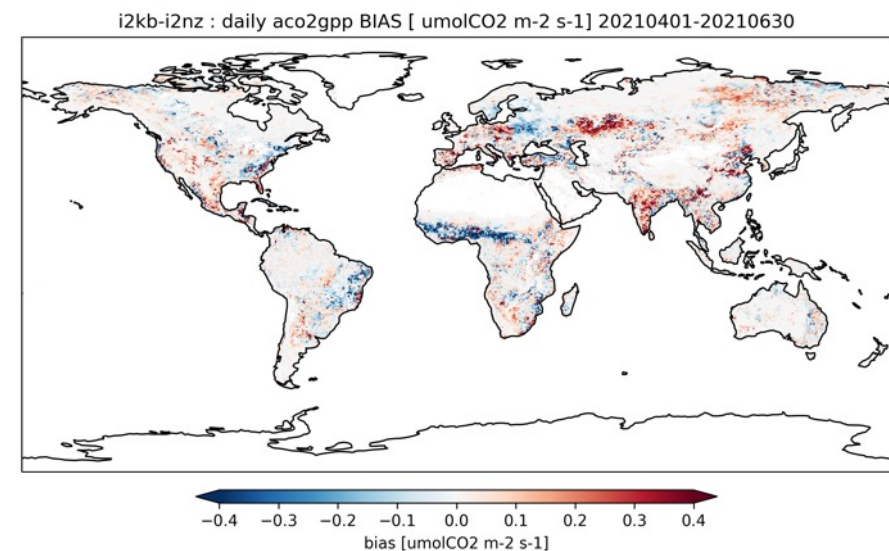 i2kb-i2nz : daily aco2gpp BIAS [ umolCO2 m-2 s-1] 20210401-20210630
−0.4 −0.3 −0.2 −0.1 0.0 0.1 0.2 0.3 0.4
bias [umolCO2 m-2 s-1]